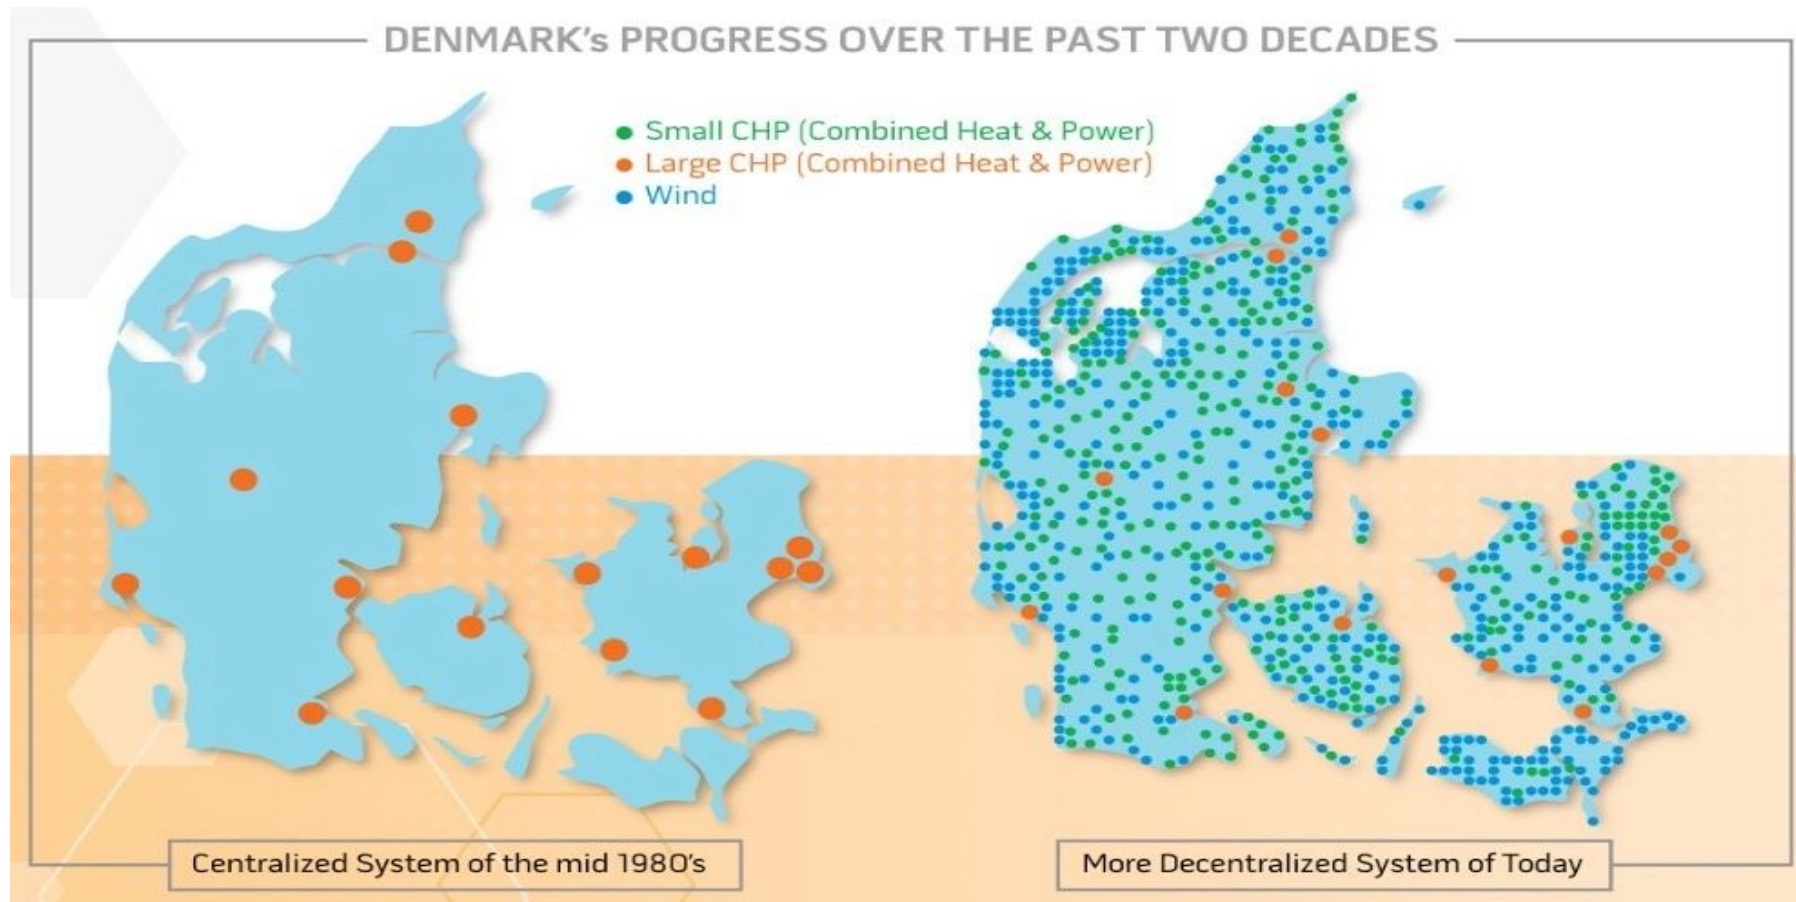 DENMARK's PROGRESS OVER THE PAST TWO DECADES
Small CHP (Combined Heat & Power)
Large CHP (Combined Heat & Power)
Wind
Centralized System of the mid 1980's
More Decentralized System of Today